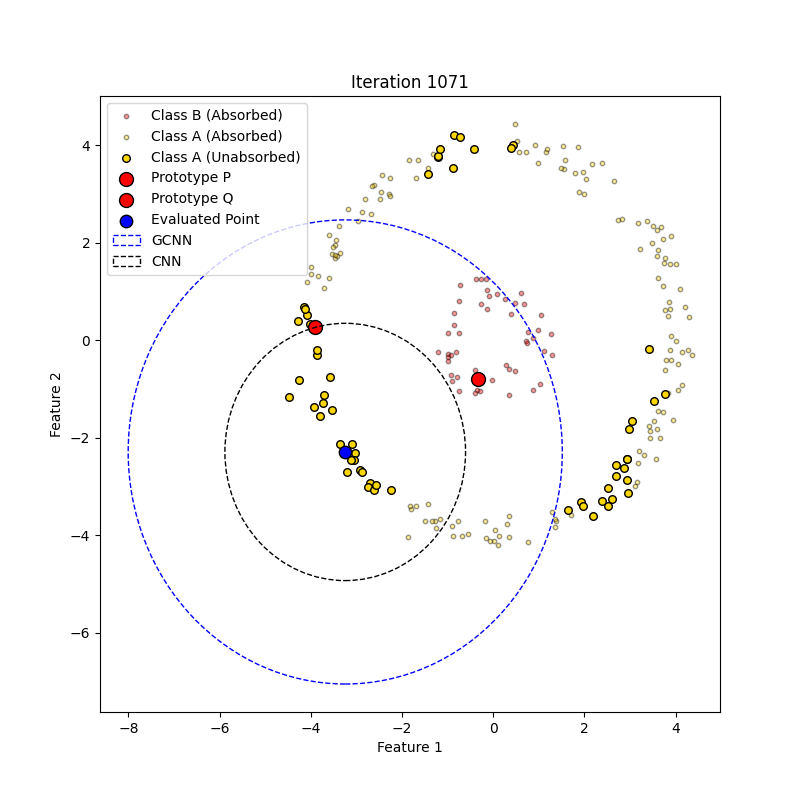 Iteration 1071
Class B (Absorbed)
Class A (Absorbed)
Class A (Unabsorbed)
Prototype P
Prototype Q
Evaluated Point
GCNN
CNN
Feature 2
4
2
0
−2
−4
−6
−8
−6
−4
−2
0
2
4
Feature 1